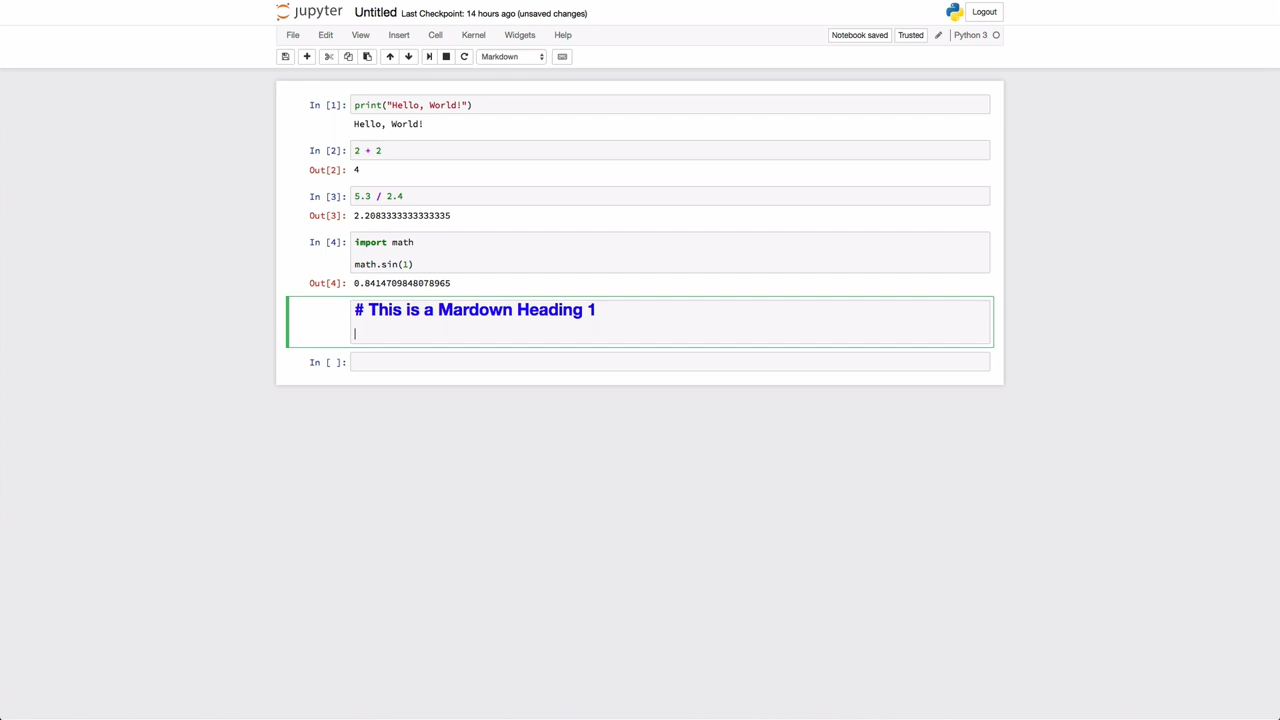 jupyter Untitled Last Checkpoint: 14 hours ago (unsaved changes) Logout
File Edit View Insert Cell Kernel Widgets Help Notebook saved Trusted Python 3
Markdown
In [1]: print("Hello, World!")
Hello, World!
In [2]: 2 + 2
Out[2]: 4
In [3]: 5.3 / 2.4
Out[3]: 2.2083333333333335
In [4]: import math
math.sin(1)
Out[4]: 0.8414709848078965
# This is a Mardown Heading 1
In [ ]: